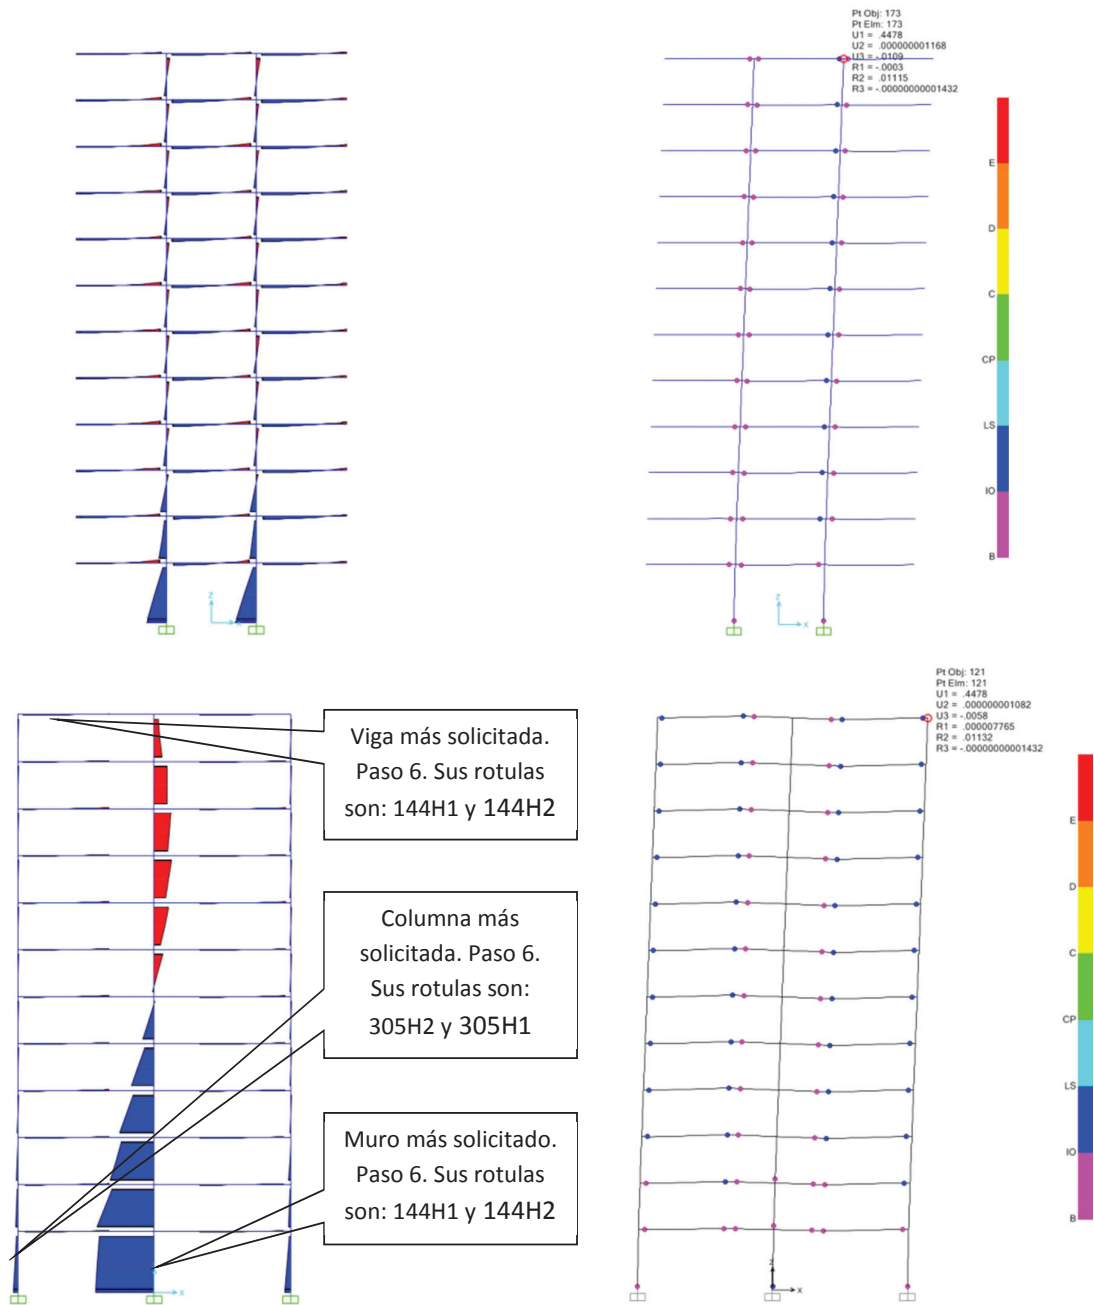 Pt Obj: 173
Pt Elm: 173
U1 = .4478
U2 = .000000001168
U3 = -.0109
R1 = -.0003
R2 = .01115
R3 = -.00000000001432
E
D
C
CP
LS
IO
B
Z
X
Z
X
Pt Obj: 121
Pt Elm: 121
U1 = .4478
U2 = .000000001082
U3 = -.0058
R1 = .000007765
R2 = .01132
R3 = -.00000000001432
Viga más solicitada.
Paso 6. Sus rotulas
son: 144H1 y 144H2
Columna más
solicitada. Paso 6.
Sus rotulas son:
305H2 y 305H1
Muro más solicitado.
Paso 6. Sus rotulas
son: 144H1 y 144H2
E
D
C
CP
LS
IO
B
X
Z
X